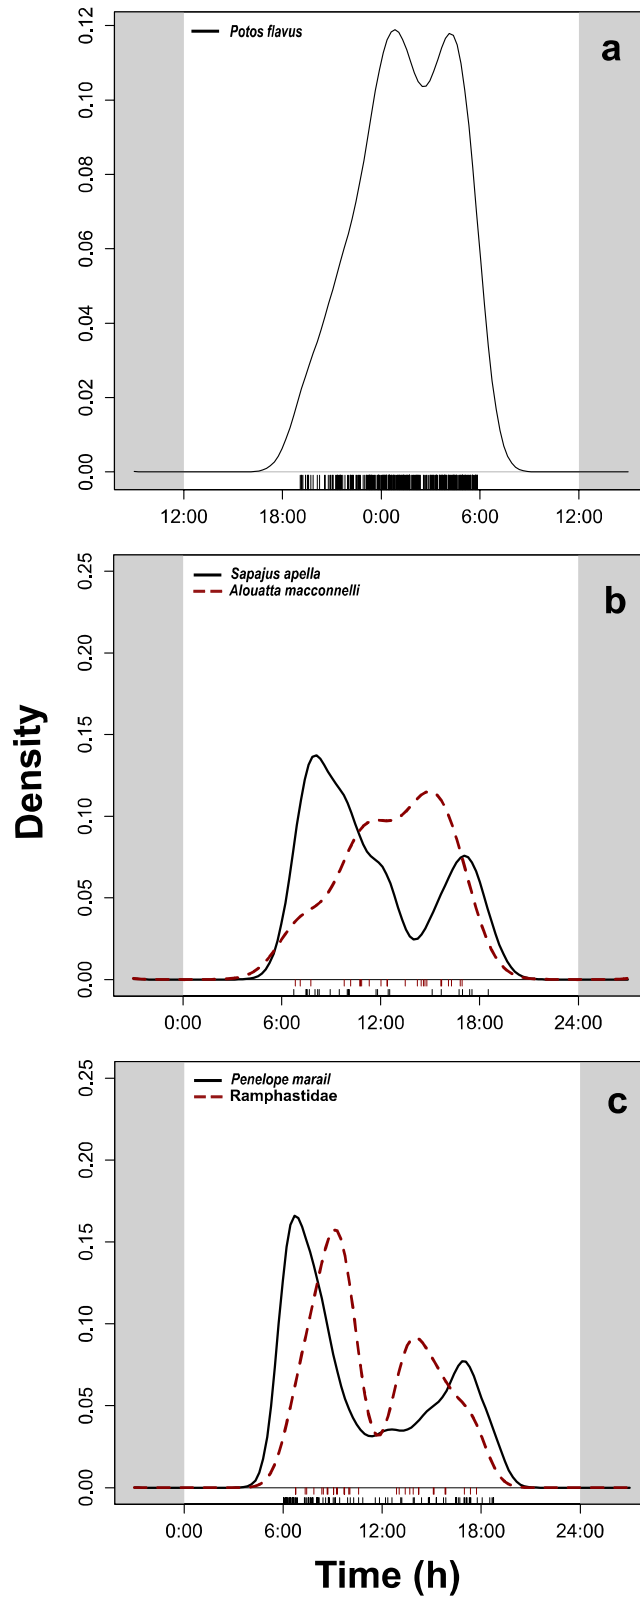 Potos flavus
a
0.12
0.10
0.08
0.06
0.04
0.02
0.00
12:00 18:00 0:00 6:00 12:00
Sapajus apella
Alouatta macconnelli
b
0.25
0.20
0.15
0.10
0.05
0.00
0:00 6:00 12:00 18:00 24:00
Density
Penelope marail
Ramphastidae
c
0.25
0.20
0.15
0.10
0.05
0.00
0:00 6:00 12:00 18:00 24:00
Time (h)